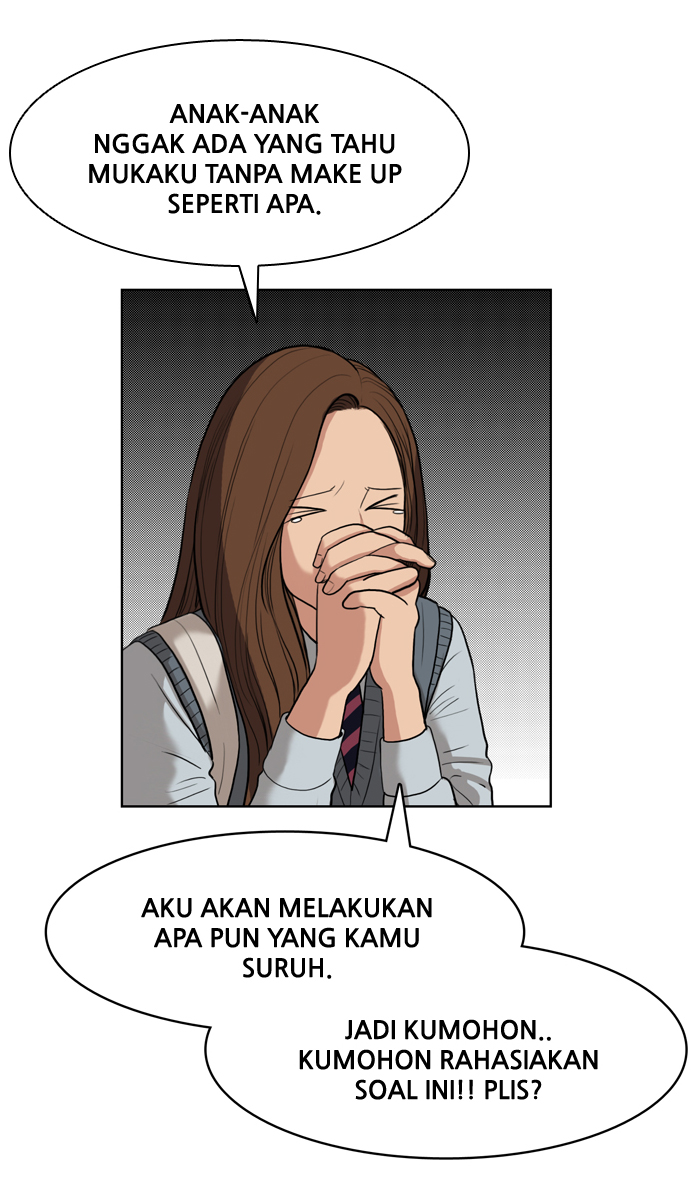 ANAK-ANAK
NGGAK ADA YANG TAHU
MUKAKU TANPA MAKE UP
SEPERTI APA.
AKU AKAN MELAKUKAN
APA PUN YANG KAMU
SURUH.
JADI KUMOHON..
KUMOHON RAHASIAKAN
SOAL INI!! PLIS?